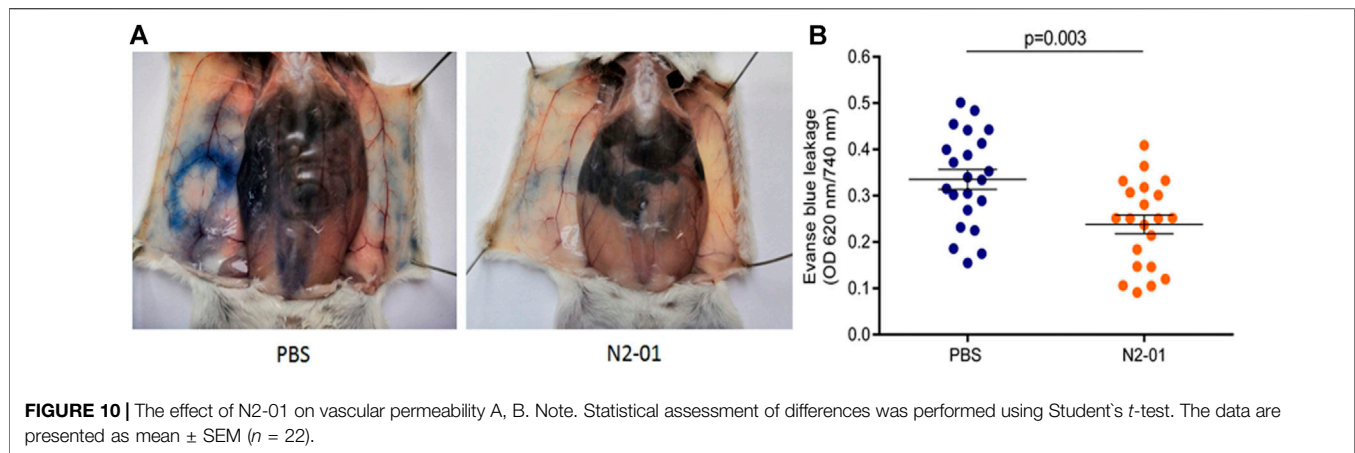 A
B
PBS
N2-01
p=0.003
Evanse blue leakage
(OD 620 nm/740 nm)
0.6
0.5
0.4
0.3
0.2
0.1
0.0
PBS
N2-01
FIGURE 10 | The effect of N2-01 on vascular permeability A, B. Note. Statistical assessment of differences was performed using Student`s t-test. The data are
presented as mean ± SEM (n = 22).